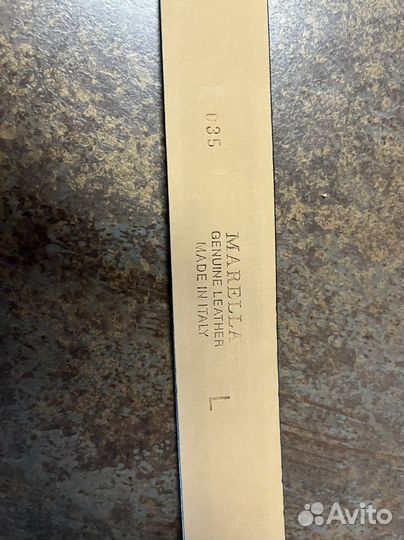 035
MARELLA
GENUINE LEATHER
MADE IN ITALY
L
Avito